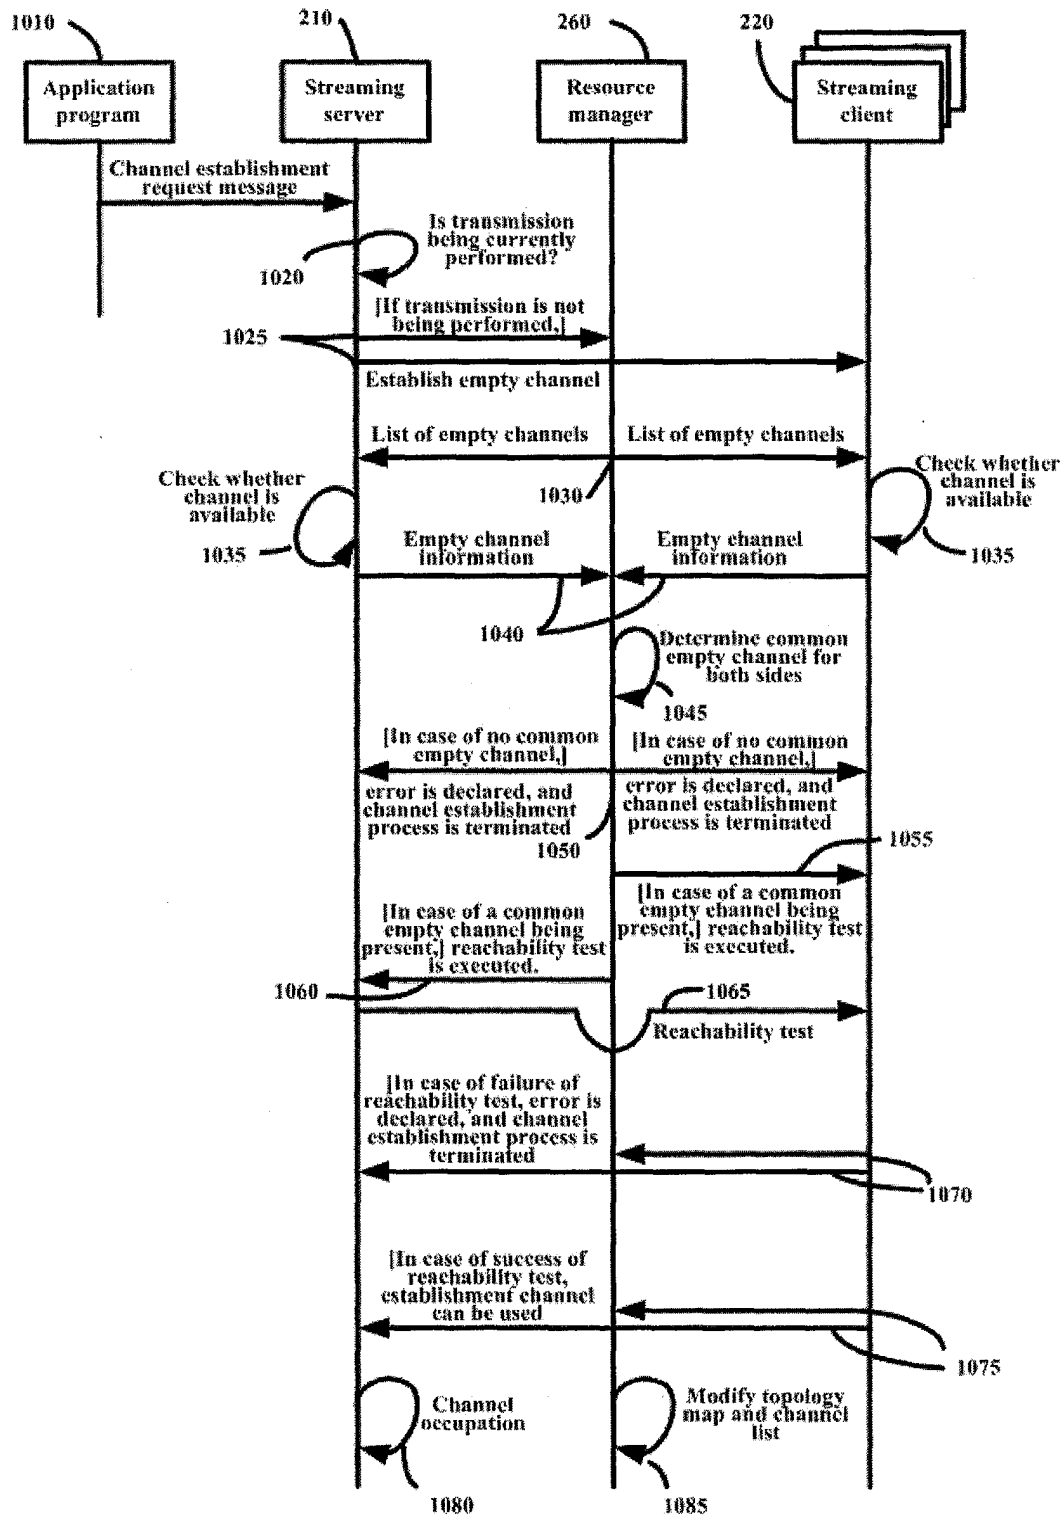 1010
210
260
220
Application
program
Streaming
server
Resource
manager
Streaming
client
Channel establishment
request message
Is transmission
being currently
performed?
1020
[If transmission is not
being performed,]
1025
Establish empty channel
List of empty channels
List of empty channels
1030
Check whether
channel is
available
1035
Check whether
channel is
available
1035
Empty channel
information
Empty channel
information
1040
Determine common
empty channel for
both sides
1045
[In case of no common
empty channel,]
[In case of no common
empty channel,]
error is declared, and
channel establishment
process is terminated
error is declared, and
channel establishment
process is terminated
1050
1055
[In case of a common
empty channel being
present,] reachability test
is executed.
[In case of a common
empty channel being
present,] reachability test
is executed.
1060
1065
Reachability test
[In case of failure of
reachability test, error is
declared, and channel
establishment process is
terminated
1070
[In case of success of
reachability test,
establishment channel
can be used
1075
Channel
occupation
1080
Modify topology
map and channel
list
1085